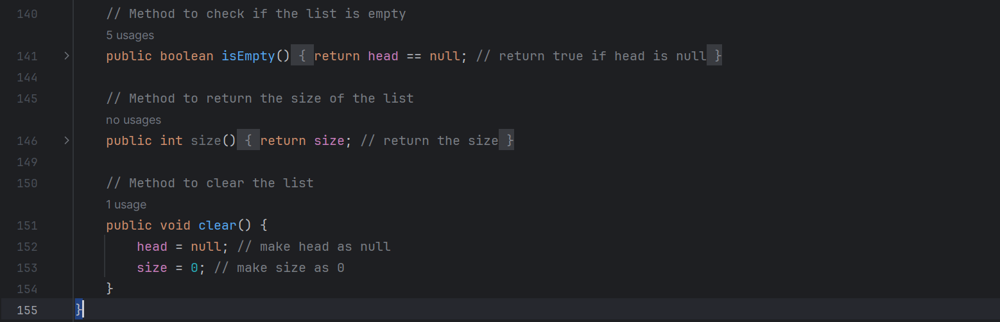 140 // Method to check if the list is empty
5 usages
141 public boolean isEmpty() { return head == null; // return true if head is null }
144
145 // Method to return the size of the list
no usages
146 public int size() { return size; // return the size }
149
150 // Method to clear the list
1 usage
151 public void clear() {
152 head = null; // make head as null
153 size = 0; // make size as 0
154 }
155 }